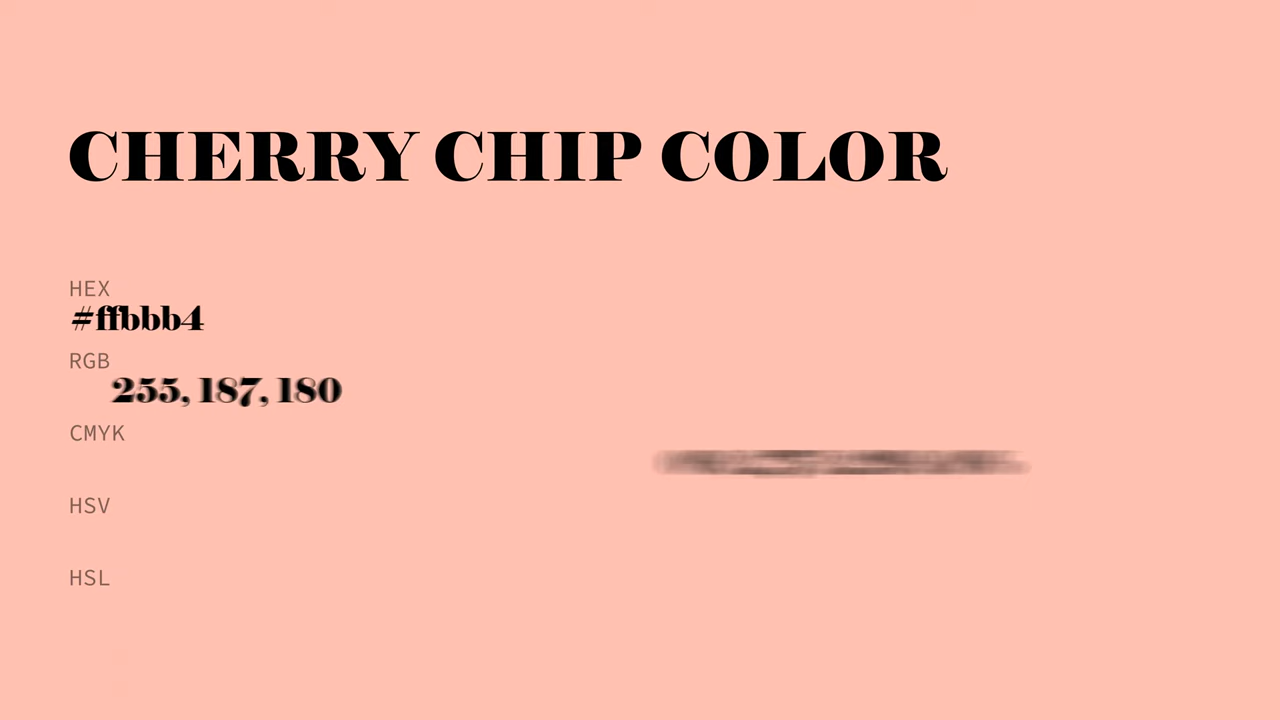 CHERRY CHIP COLOR
HEX
#ffbbb4
RGB
255, 187, 180
CMYK
HSV
HSL